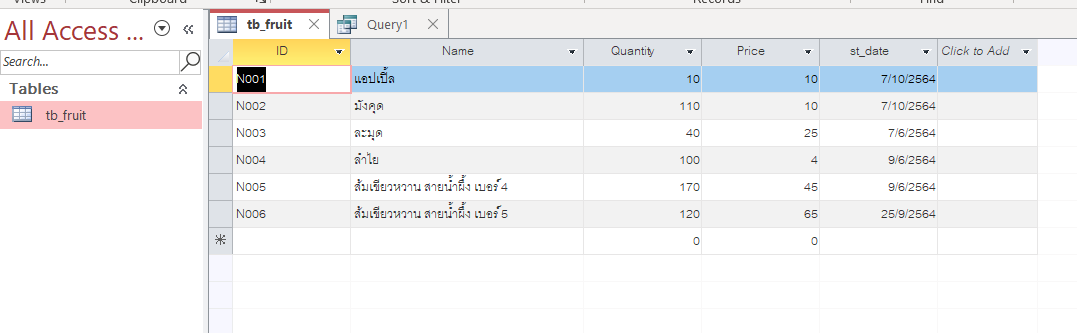 Views Clipboard Sort & Filter Records Find
All Access ...
tb_fruit Query1
ID Name Quantity Price st_date Click to Add
Search...
Tables
tb_fruit
N001 แอปเปิ้ล 10 10 7/10/2564
N002 มังคุด 110 10 7/10/2564
N003 ละมุด 40 25 7/6/2564
N004 ลำไย 100 4 9/6/2564
N005 ส้มเขียวหวาน สายน้ำผึ้ง เบอร์ 4 170 45 9/6/2564
N006 ส้มเขียวหวาน สายน้ำผึ้ง เบอร์ 5 120 65 25/9/2564
0 0